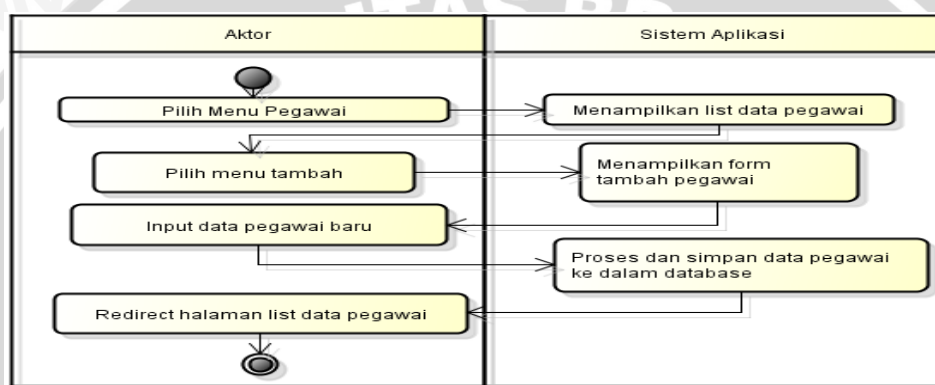 Aktor
Sistem Aplikasi
Pilih Menu Pegawai
Menampilkan list data pegawai
Pilih menu tambah
Menampilkan form
tambah pegawai
Input data pegawai baru
Proses dan simpan data pegawai
ke dalam database
Redirect halaman list data pegawai